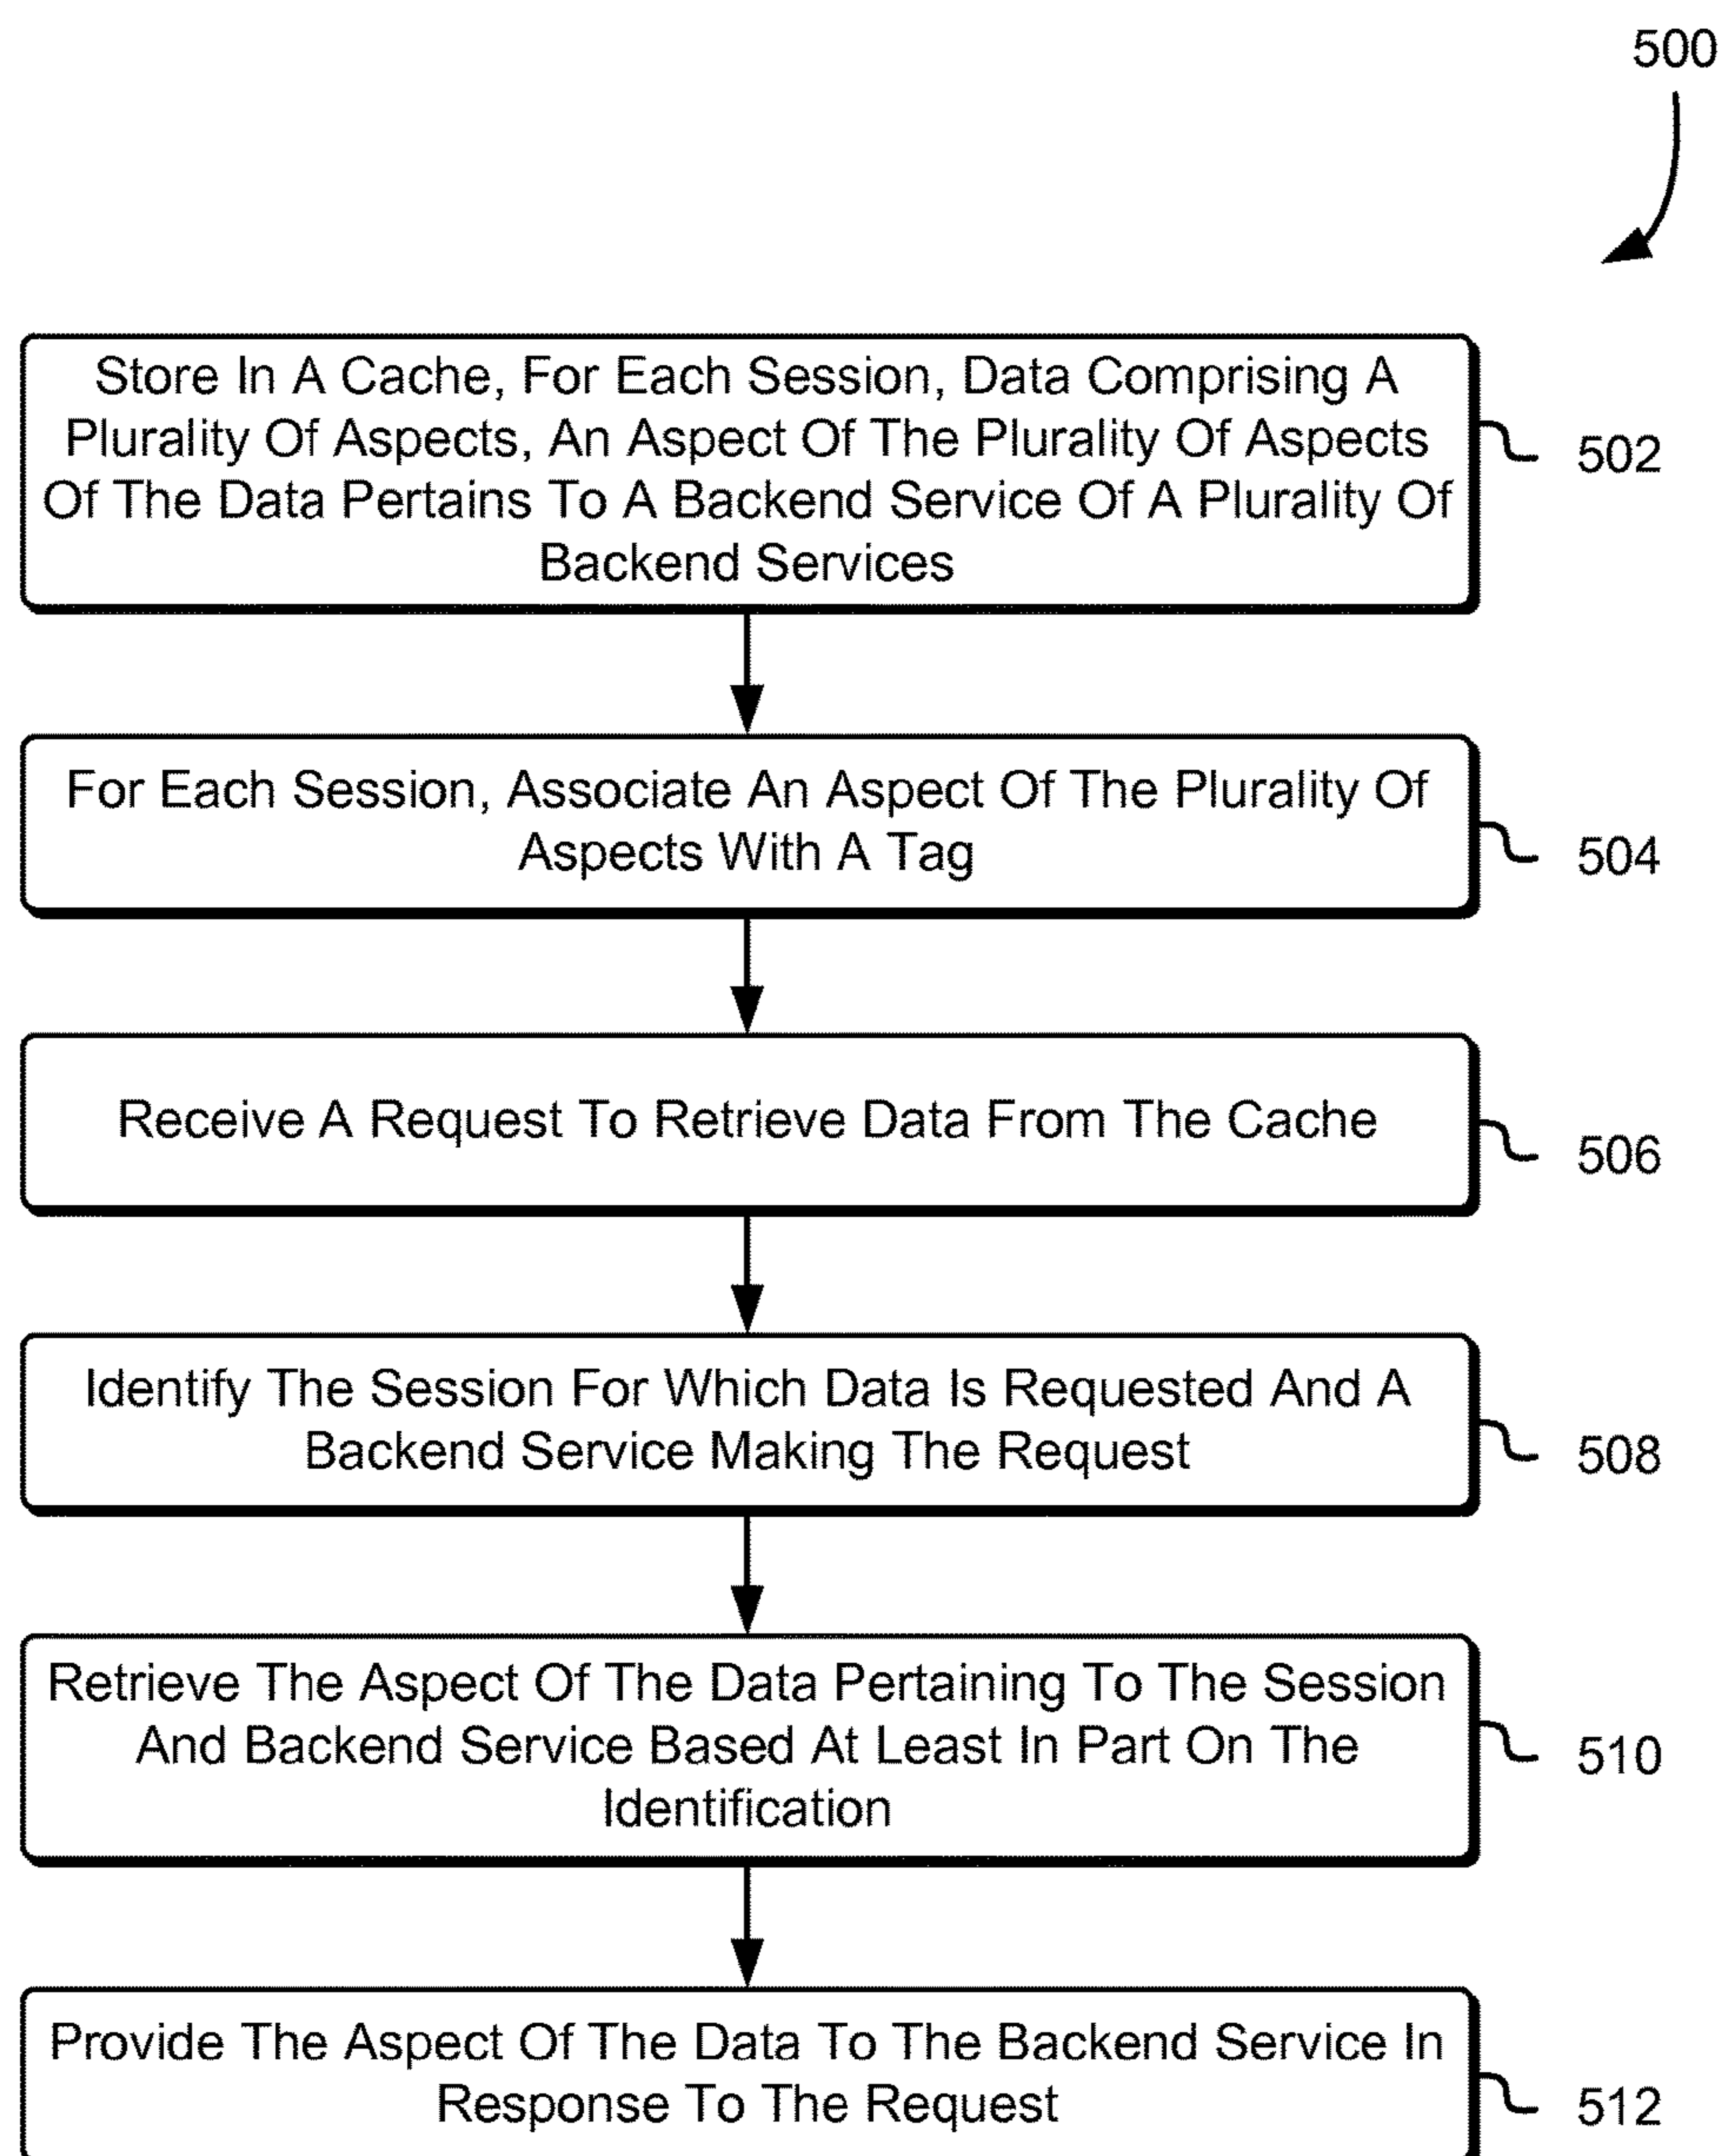 500
Store In A Cache, For Each Session, Data Comprising A
Plurality Of Aspects, An Aspect Of The Plurality Of Aspects
Of The Data Pertains To A Backend Service Of A Plurality Of
Backend Services
502
For Each Session, Associate An Aspect Of The Plurality Of
Aspects With A Tag
504
Receive A Request To Retrieve Data From The Cache
506
Identify The Session For Which Data Is Requested And A
Backend Service Making The Request
508
Retrieve The Aspect Of The Data Pertaining To The Session
And Backend Service Based At Least In Part On The
Identification
510
Provide The Aspect Of The Data To The Backend Service In
Response To The Request
512